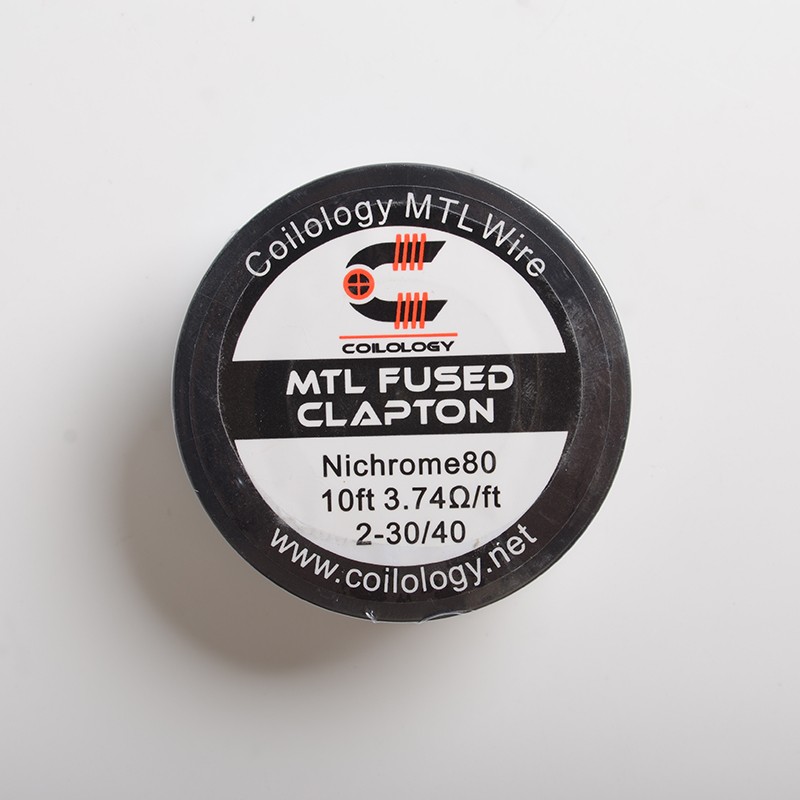 Coilology MTL Wire
COILOLOGY
MTL FUSED
CLAPTON
Nichrome80
10ft 3.74Ω/ft
2-30/40
www.coilology.net